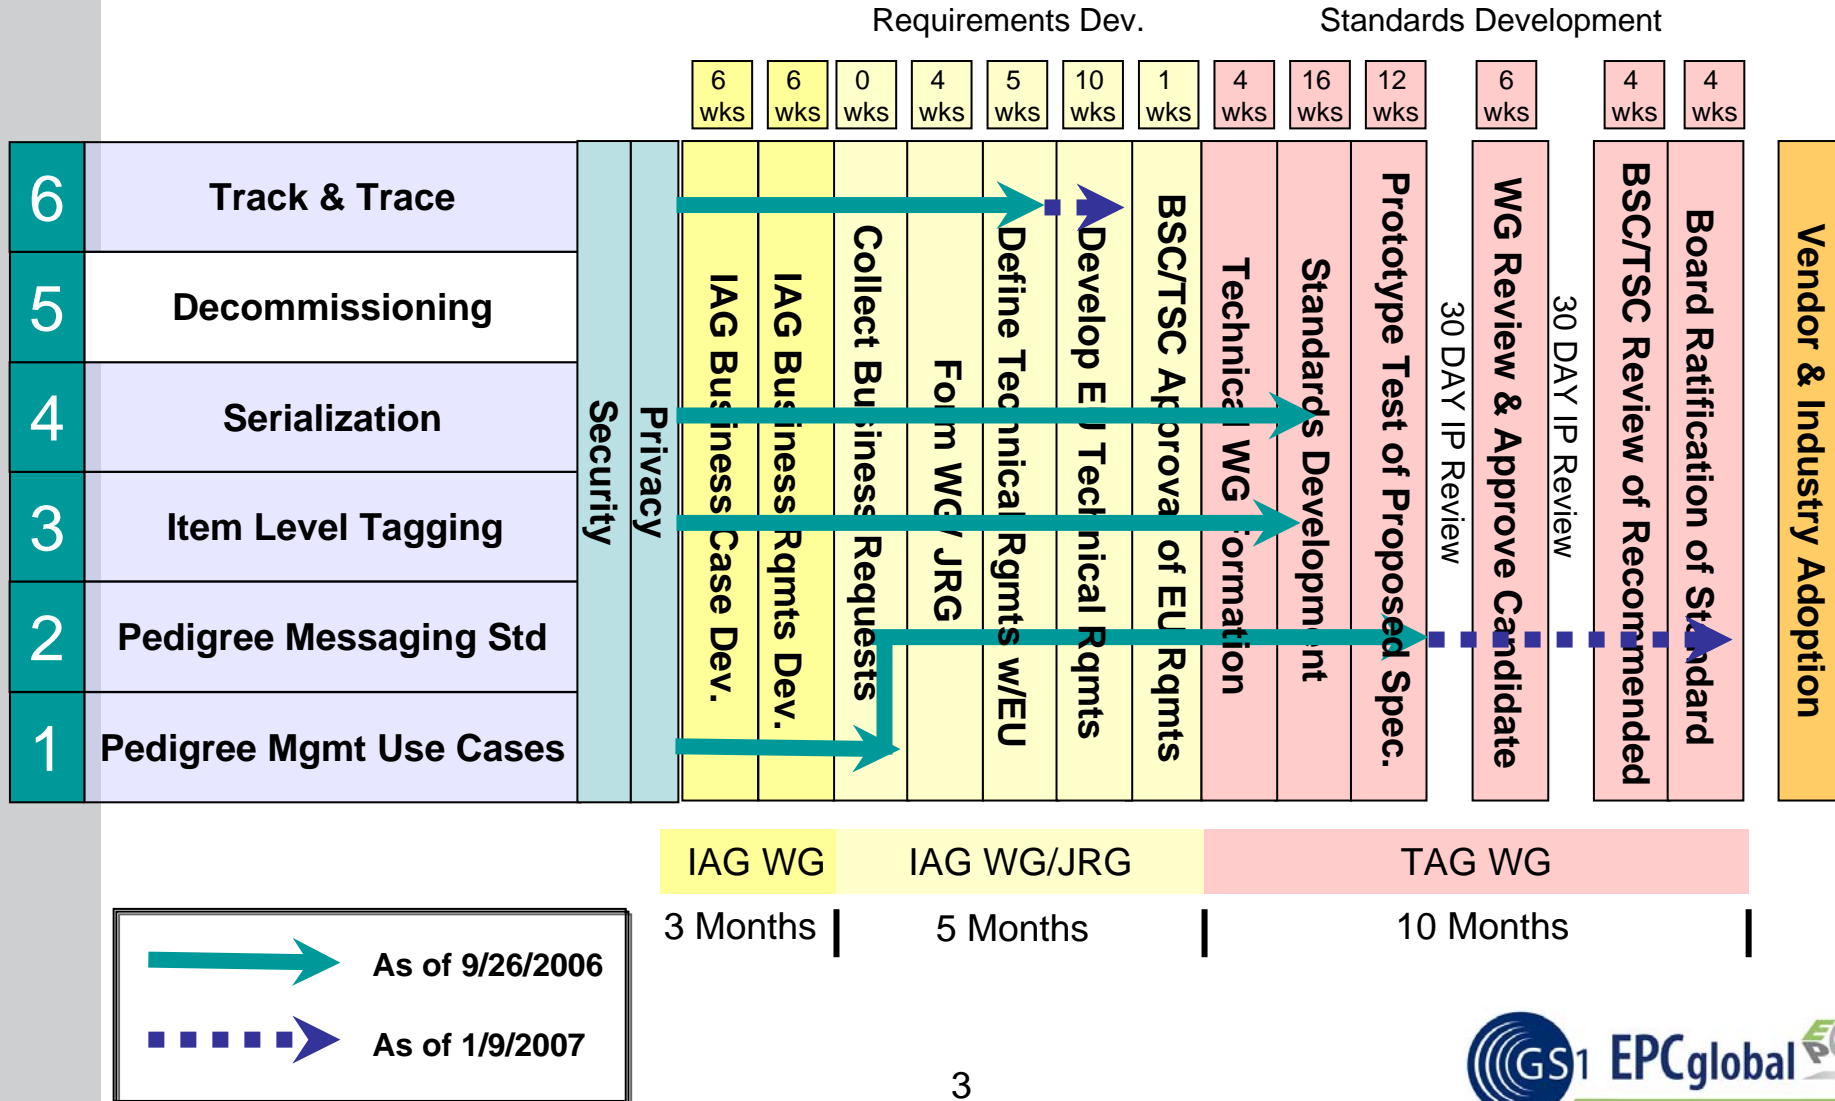 Requirements Dev.
Standards Development
6 wks
6 wks
0 wks
4 wks
5 wks
10 wks
1 wks
4 wks
16 wks
12 wks
6 wks
4 wks
4 wks
6 Track & Trace
5 Decommissioning
4 Serialization
3 Item Level Tagging
2 Pedigree Messaging Std
1 Pedigree Mgmt Use Cases
Security
Privacy
IAG Business Case Dev.
IAG Business Rqmts Dev.
Collect Business Requests
Form WG/ JRG
Define Technical Rgmts w/EU
Develop EU Technical Rqmts
BSC/TSC Approval of EU Rqmts
Technical WG Formation
Standards Development
Prototype Test of Proposed Spec.
30 DAY IP Review
WG Review & Approve Candidate
30 DAY IP Review
BSC/TSC Review of Recommended
Board Ratification of Standard
Vendor & Industry Adoption
IAG WG
IAG WG/JRG
TAG WG
3 Months
5 Months
10 Months
As of 9/26/2006
As of 1/9/2007
3
GS1 EPCglobal